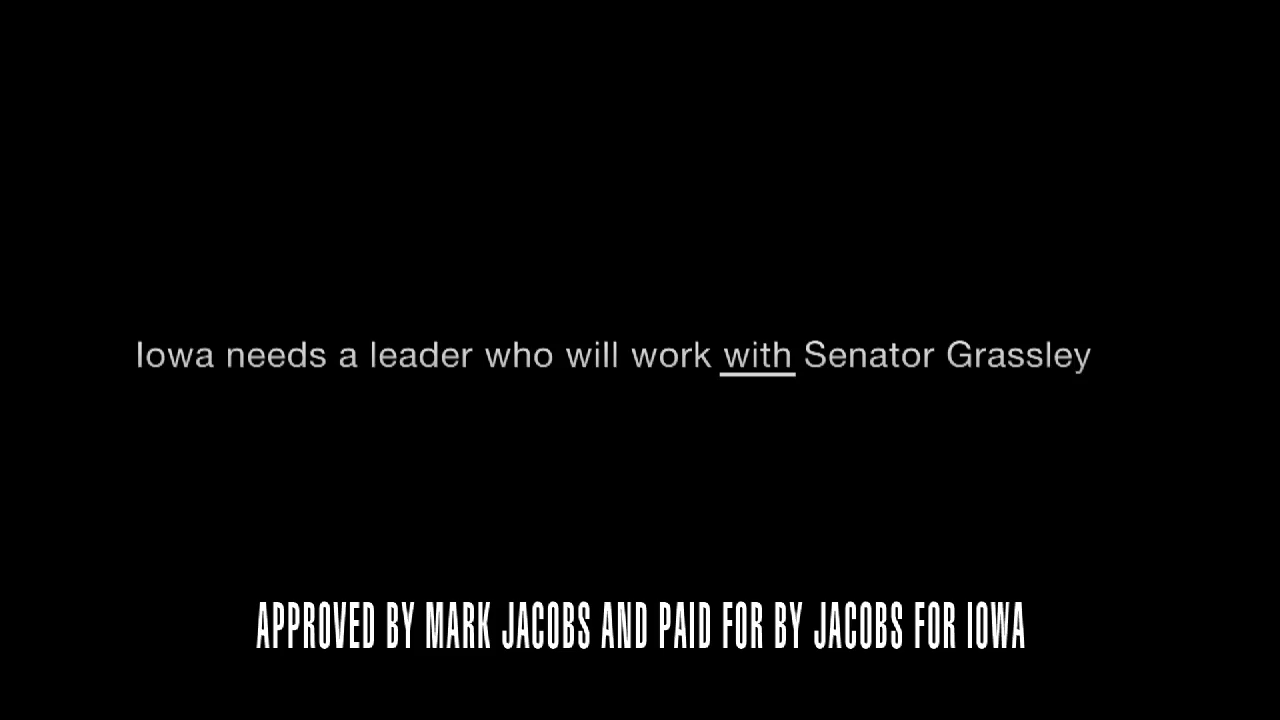 Iowa needs a leader who will work with Senator Grassley
APPROVED BY MARK JACOBS AND PAID FOR BY JACOBS FOR IOWA